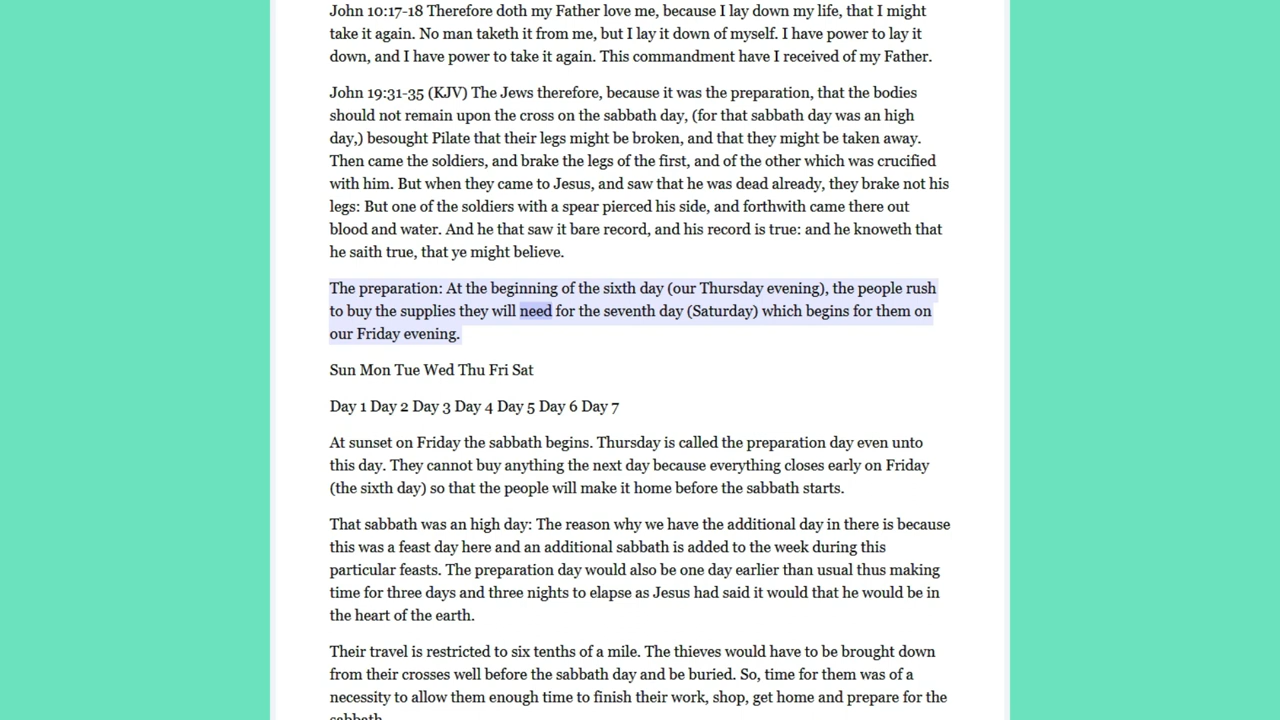 John 10:17-18 Therefore doth my Father love me, because I lay down my life, that I might
take it again. No man taketh it from me, but I lay it down of myself. I have power to lay it
down, and I have power to take it again. This commandment have I received of my Father.
John 19:31-35 (KJV) The Jews therefore, because it was the preparation, that the bodies
should not remain upon the cross on the sabbath day, (for that sabbath day was an high
day,) besought Pilate that their legs might be broken, and that they might be taken away.
Then came the soldiers, and brake the legs of the first, and of the other which was crucified
with him. But when they came to Jesus, and saw that he was dead already, they brake not his
legs: But one of the soldiers with a spear pierced his side, and forthwith came there out
blood and water. And he that saw it bare record, and his record is true: and he knoweth that
he saith true, that ye might believe.
The preparation: At the beginning of the sixth day (our Thursday evening), the people rush
to buy the supplies they will need for the seventh day (Saturday) which begins for them on
our Friday evening.
Sun Mon Tue Wed Thu Fri Sat
Day 1 Day 2 Day 3 Day 4 Day 5 Day 6 Day 7
At sunset on Friday the sabbath begins. Thursday is called the preparation day even unto
this day. They cannot buy anything the next day because everything closes early on Friday
(the sixth day) so that the people will make it home before the sabbath starts.
That sabbath was an high day: The reason why we have the additional day in there is because
this was a feast day here and an additional sabbath is added to the week during this
particular feasts. The preparation day would also be one day earlier than usual thus making
time for three days and three nights to elapse as Jesus had said it would that he would be in
the heart of the earth.
Their travel is restricted to six tenths of a mile. The thieves would have to be brought down
from their crosses well before the sabbath day and be buried. So, time for them was of a
necessity to allow them enough time to finish their work, shop, get home and prepare for the
sabbath.